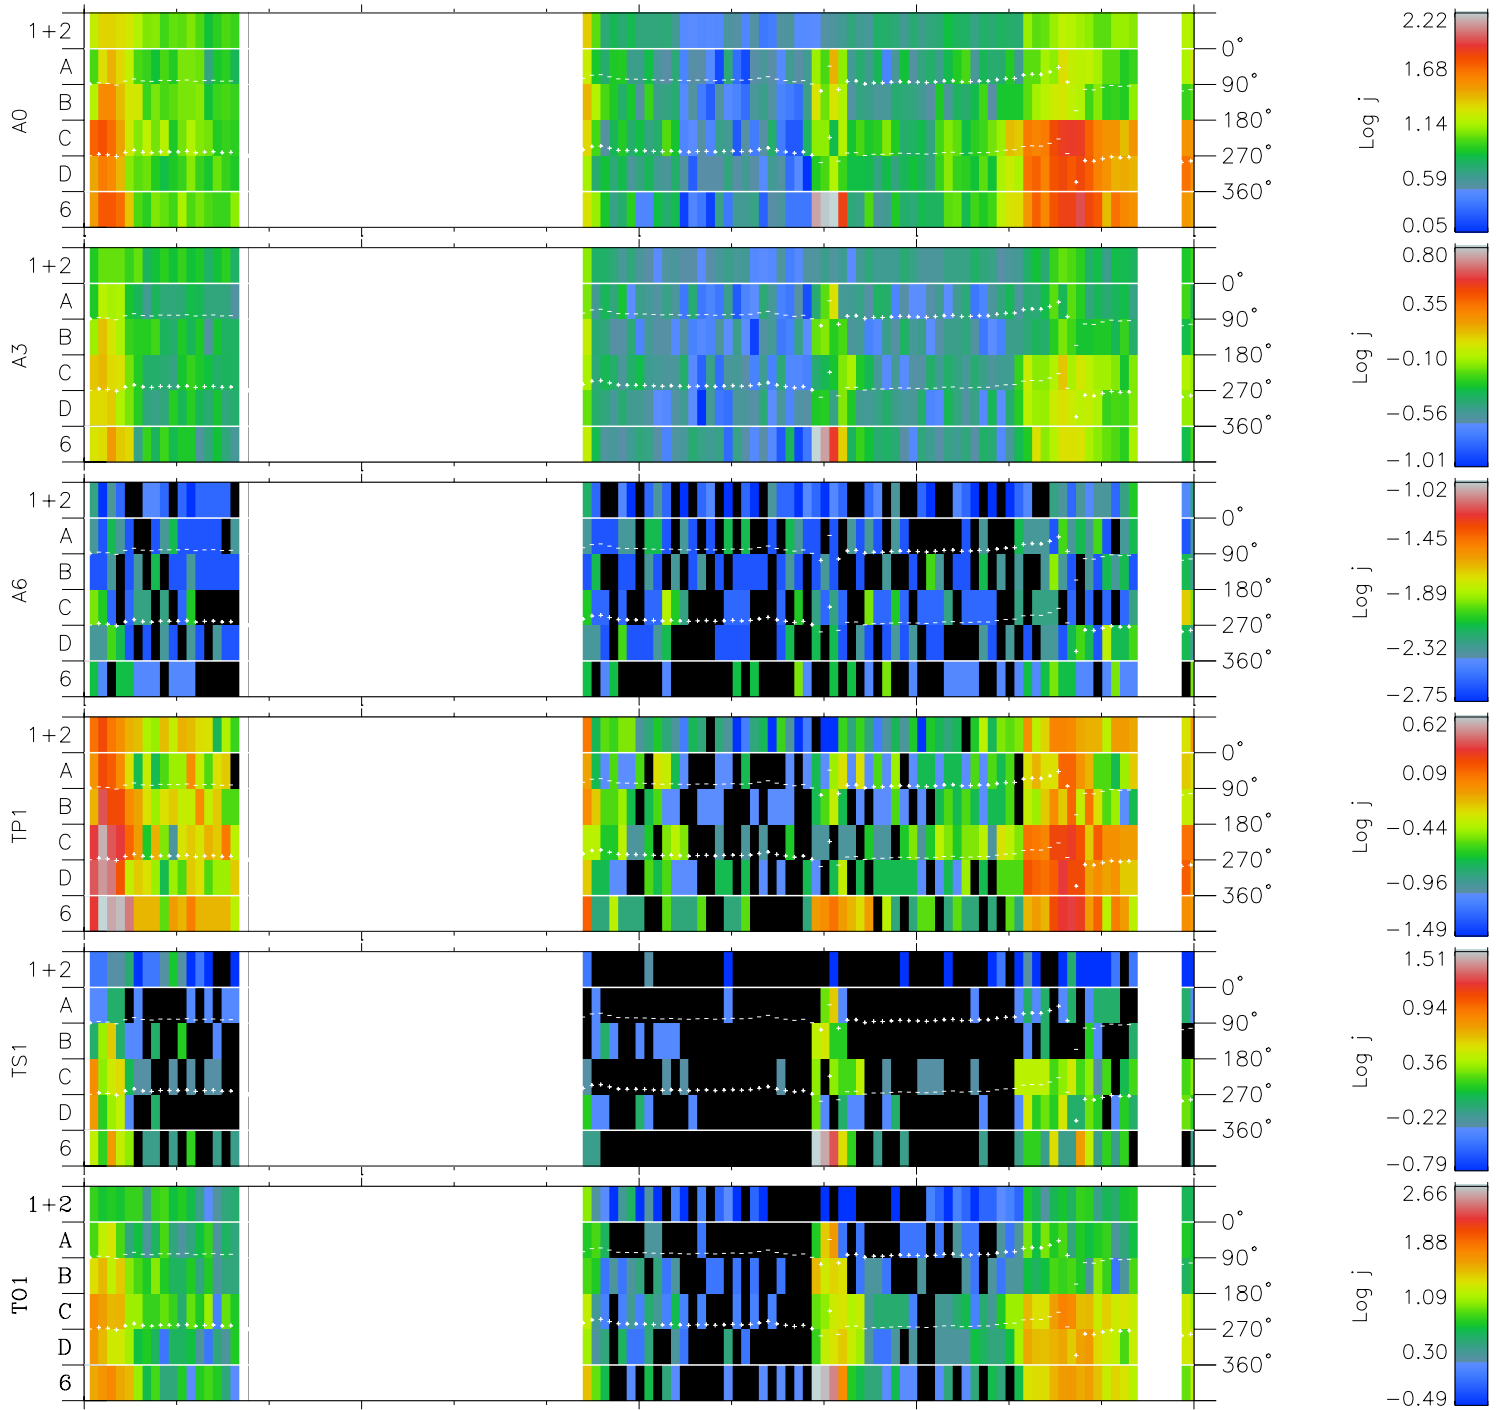 A0
1+2
A
B
C
D
6
0°
90°
180°
270°
360°
Log j
2.22
1.68
1.14
0.59
0.05
A3
1+2
A
B
C
D
6
0°
90°
180°
270°
360°
Log j
0.80
0.35
−0.10
−0.56
−1.01
A6
1+2
A
B
C
D
6
0°
90°
180°
270°
360°
Log j
−1.02
−1.45
−1.89
−2.32
−2.75
TP1
1+2
A
B
C
D
6
0°
90°
180°
270°
360°
Log j
0.62
0.09
−0.44
−0.96
−1.49
TS1
1+2
A
B
C
D
6
0°
90°
180°
270°
360°
Log j
1.51
0.94
0.36
−0.22
−0.79
TO1
1+2
A
B
C
D
6
0°
90°
180°
270°
360°
Log j
2.66
1.88
1.09
0.30
−0.49